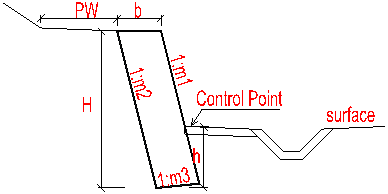 PW b
1:m1
1:m2
H
Control Point
surface
h
1:m3